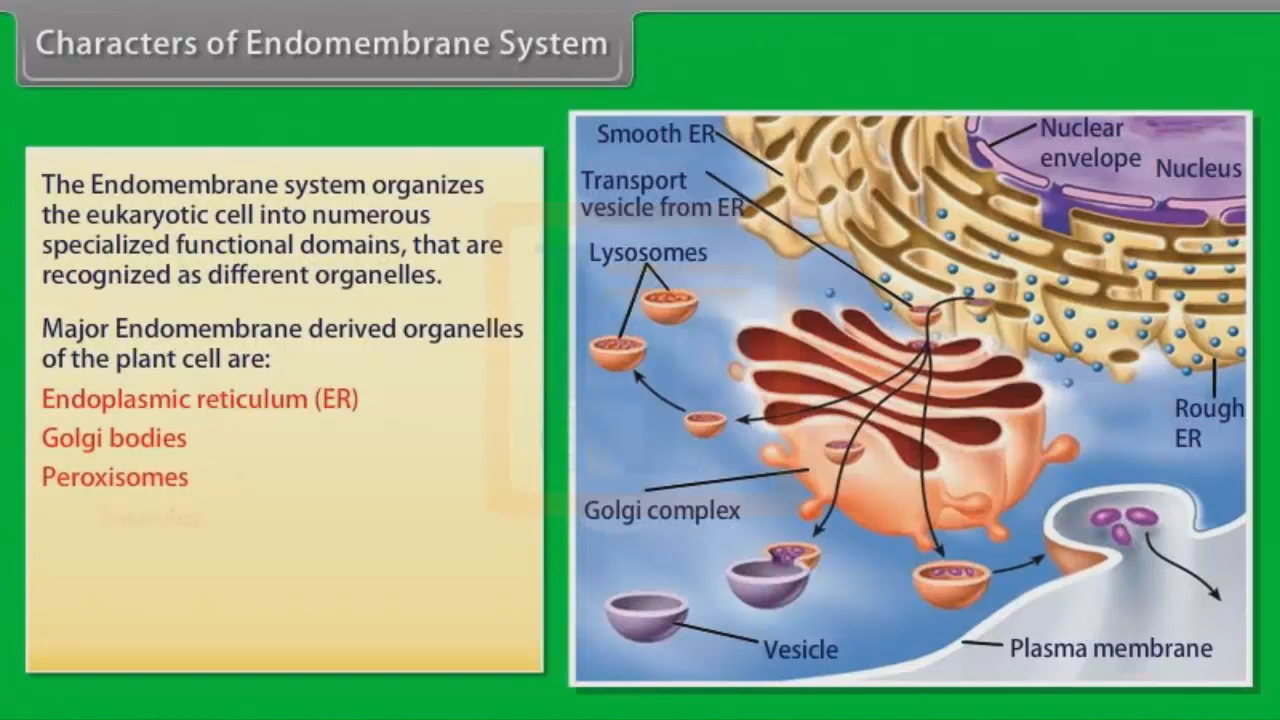 Characters of Endomembrane System
The Endomembrane system organizes
the eukaryotic cell into numerous
specialized functional domains, that are
recognized as different organelles.
Major Endomembrane derived organelles
of the plant cell are:
Endoplasmic reticulum (ER)
Golgi bodies
Peroxisomes
Smooth ER
Transport
vesicle from ER
Lysosomes
Nuclear
envelope
Nucleus
Rough
ER
Golgi complex
Vesicle
Plasma membrane